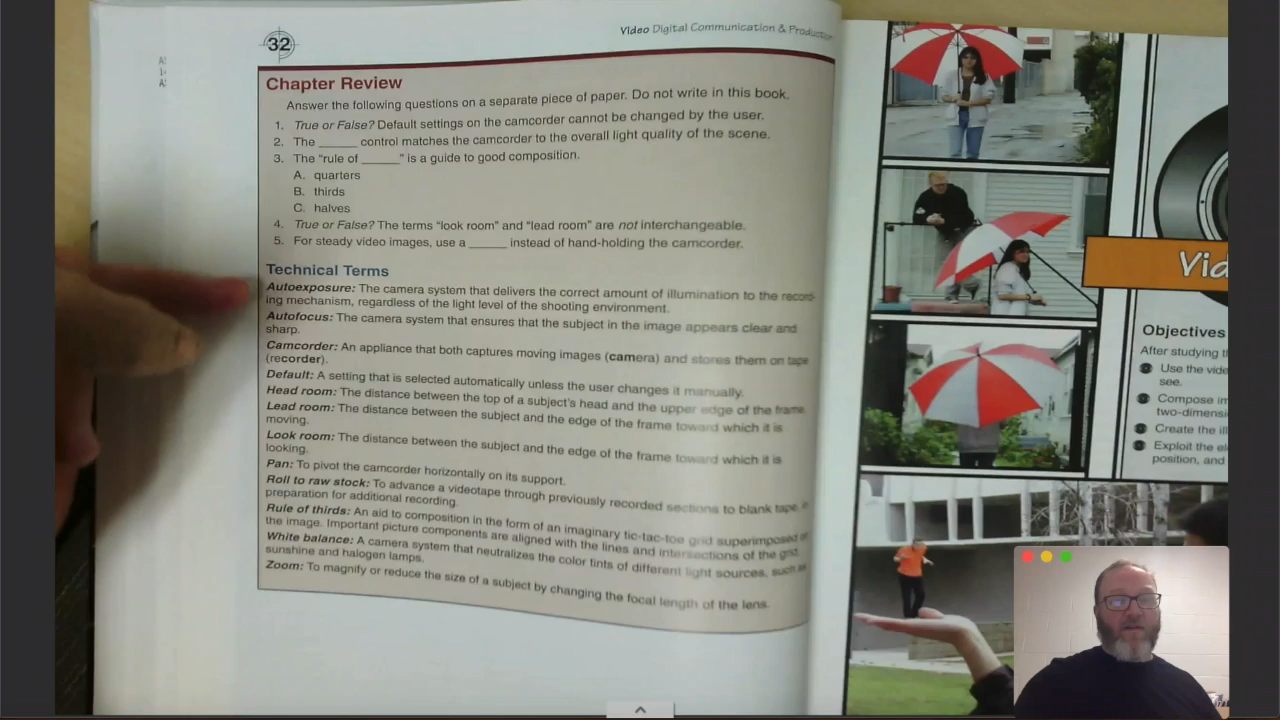 32
Video Digital Communication & Production
Chapter Review
Answer the following questions on a separate piece of paper. Do not write in this book.
1. True or False? Default settings on the camcorder cannot be changed by the user.
2. The ______ control matches the camcorder to the overall light quality of the scene.
3. The “rule of ______” is a guide to good composition.
A. quarters
B. thirds
C. halves
4. True or False? The terms “look room” and “lead room” are not interchangeable.
5. For steady video images, use a ______ instead of hand-holding the camcorder.
Technical Terms
Autoexposure: The camera system that delivers the correct amount of illumination to the record-
ing mechanism, regardless of the light level of the shooting environment.
Autofocus: The camera system that ensures that the subject in the image appears clear and
sharp.
Camcorder: An appliance that both captures moving images (camera) and stores them on tape
(recorder).
Default: A setting that is selected automatically unless the user changes it manually.
Head room: The distance between the top of a subject's head and the upper edge of the frame.
Lead room: The distance between the subject and the edge of the frame toward which it is
moving.
Look room: The distance between the subject and the edge of the frame toward which it is
looking.
Pan: To pivot the camcorder horizontally on its support.
Roll to raw stock: To advance a videotape through previously recorded sections to blank tape, in
preparation for additional recording.
Rule of thirds: An aid to composition in the form of an imaginary tic-tac-toe grid superimposed on
the image. Important picture components are aligned with the lines and intersections of the grid.
White balance: A camera system that neutralizes the color tints of different light sources, such as
sunshine and halogen lamps.
Zoom: To magnify or reduce the size of a subject by changing the focal length of the lens.
Vid
Objectives
After studying
Use the vide
see.
Compose im
two-dimensi
Create the ill
Exploit the el
position, and